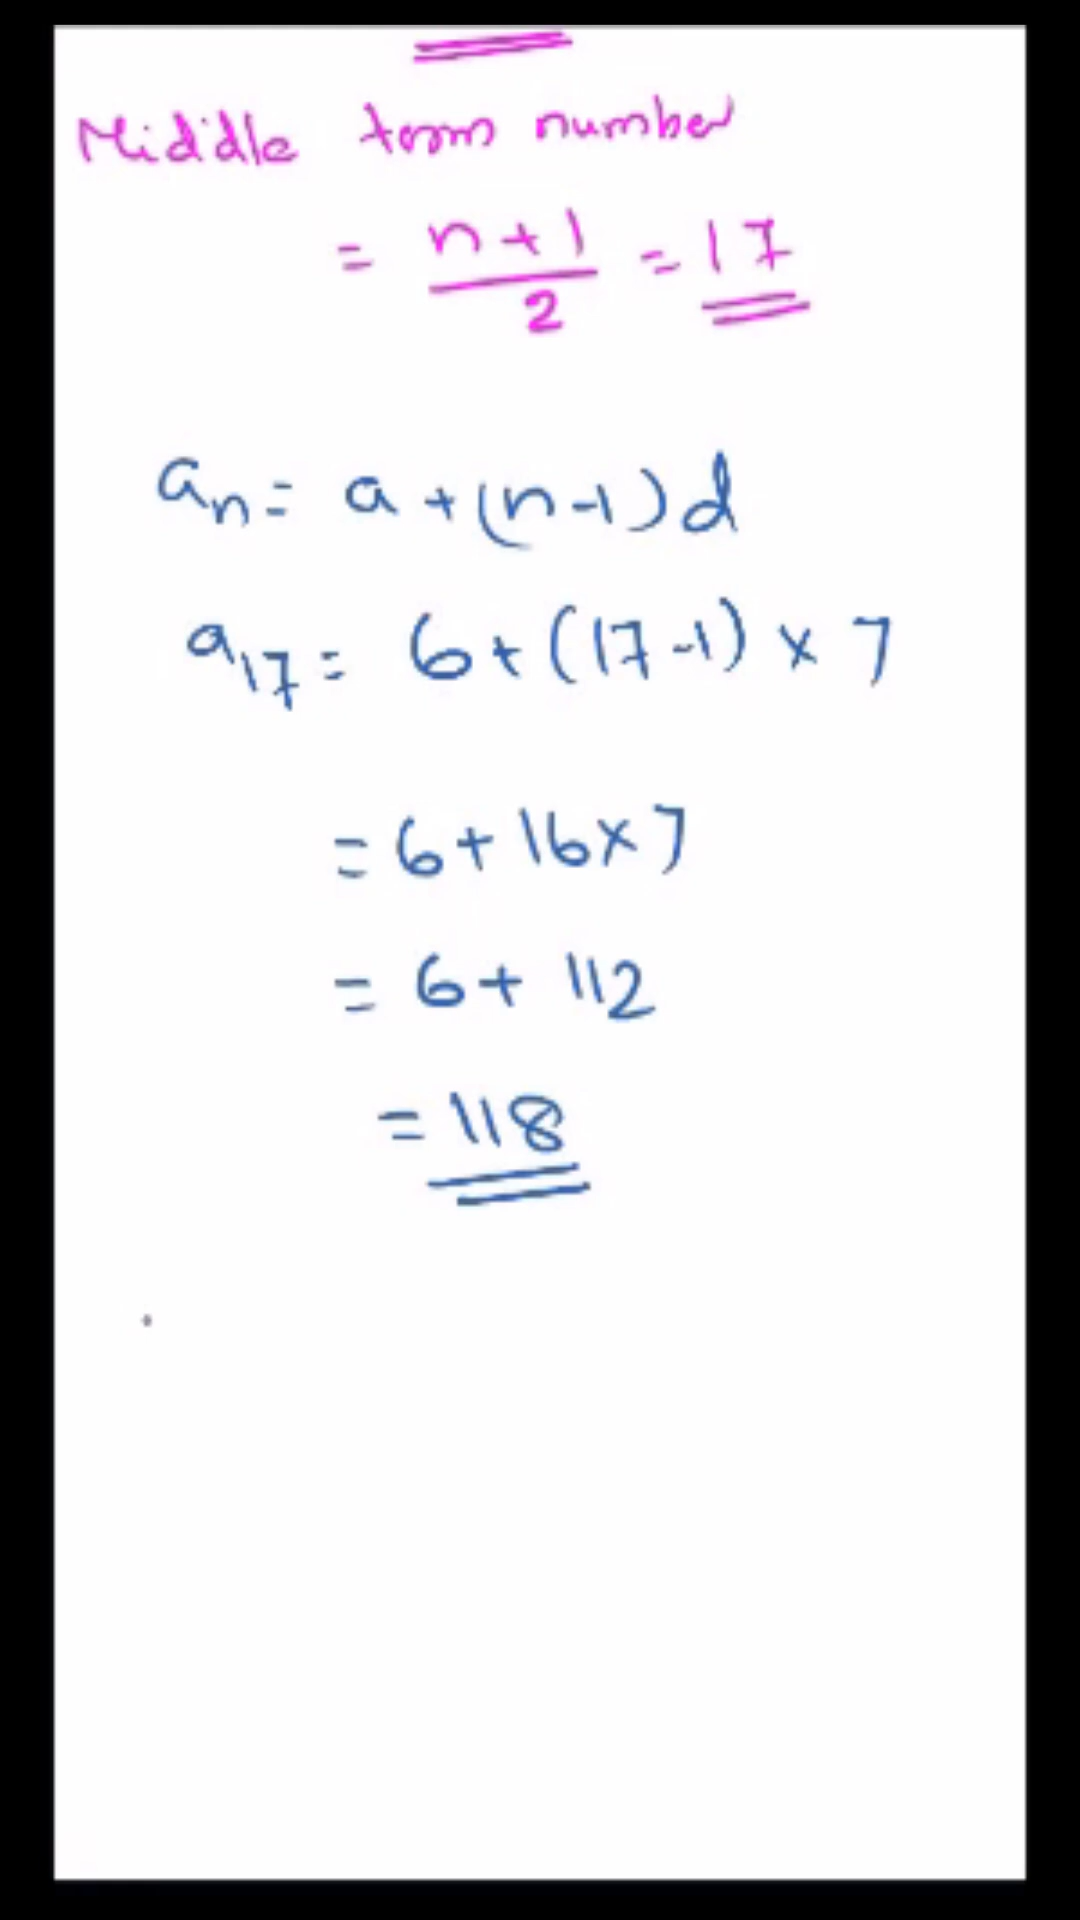 Middle term number
= n+1/2 = 17
aₙ = a + (n-1)d
a₁₇ = 6 + (17-1) × 7
= 6 + 16 × 7
= 6 + 112
= 118